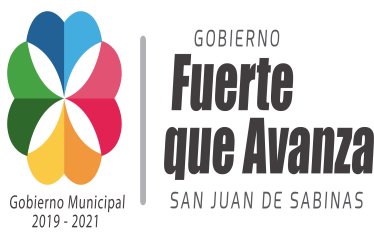 Gobierno Municipal
2019 - 2021
GOBIERNO
Fuerte
que Avanza
SAN JUAN DE SABINAS